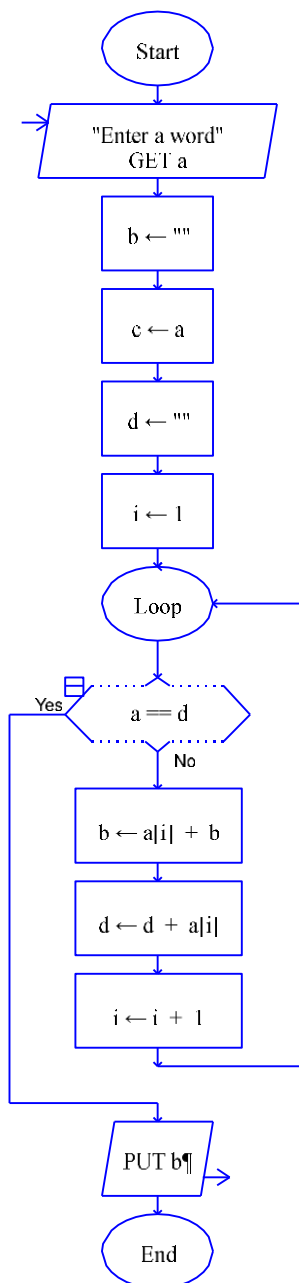 Start
"Enter a word"
GET a
b ← ""
c ← a
d ← ""
i ← 1
Loop
Yes
a == d
No
b ← a[i] + b
d ← d + a[i]
i ← i + 1
PUT b¶
End